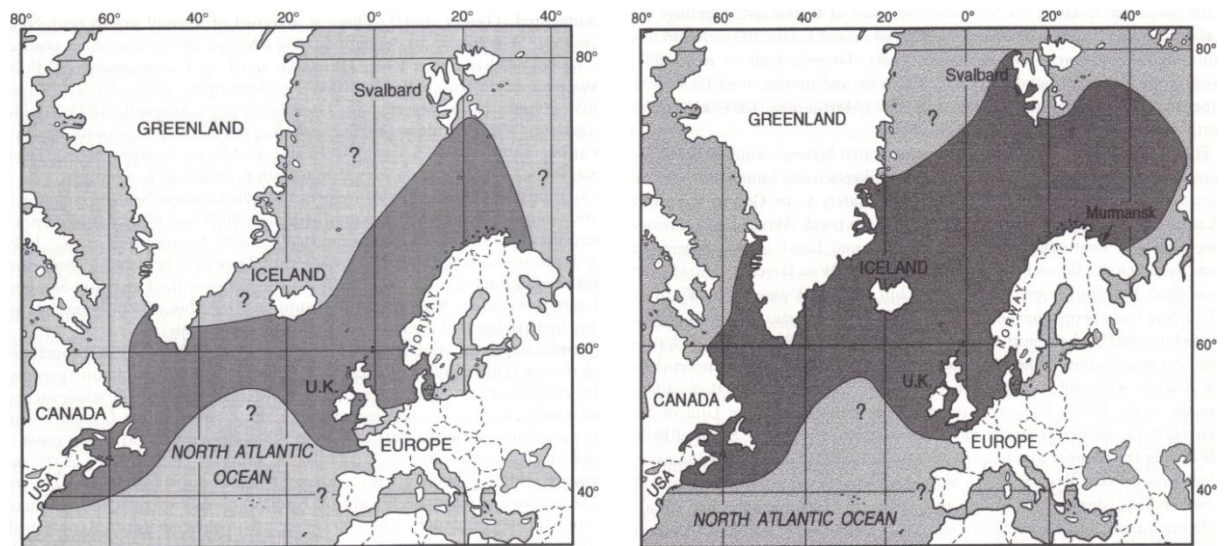 80°
Svalbard
GREENLAND
?
?
ICELAND
?
NORWAY
60°
U.K.
CANADA
?
EUROPE
NORTH ATLANTIC
OCEAN
USA
?
40°
80° 60° 40° 20° 0° 20° 40°
80°
Svalbard
GREENLAND
?
Murmansk
ICELAND
NORWAY
60°
U.K.
CANADA
?
EUROPE
USA
?
40°
NORTH ATLANTIC OCEAN
80° 60° 40° 20° 0° 20° 40°